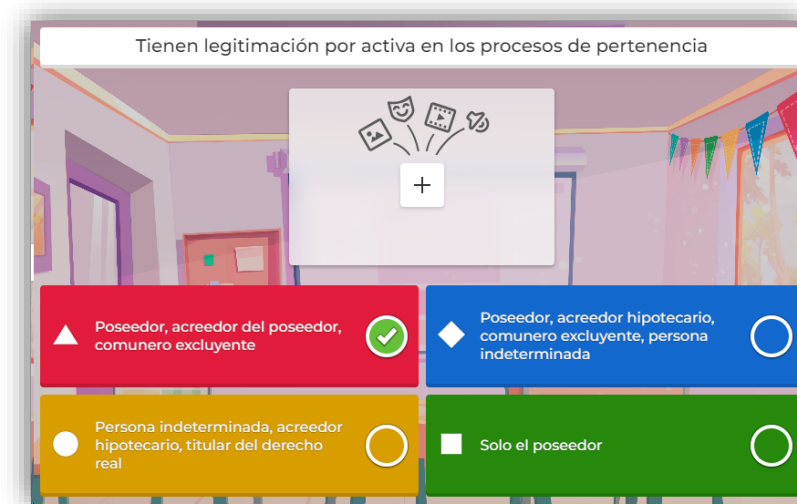 Tienen legitimación por activa en los procesos de pertenencia
Poseedor, acreedor del poseedor,
comunero excluyente
Poseedor, acreedor hipotecario,
comunero excluyente, persona
indeterminada
Persona indeterminada, acreedor
hipotecario, titular del derecho
real
Solo el poseedor